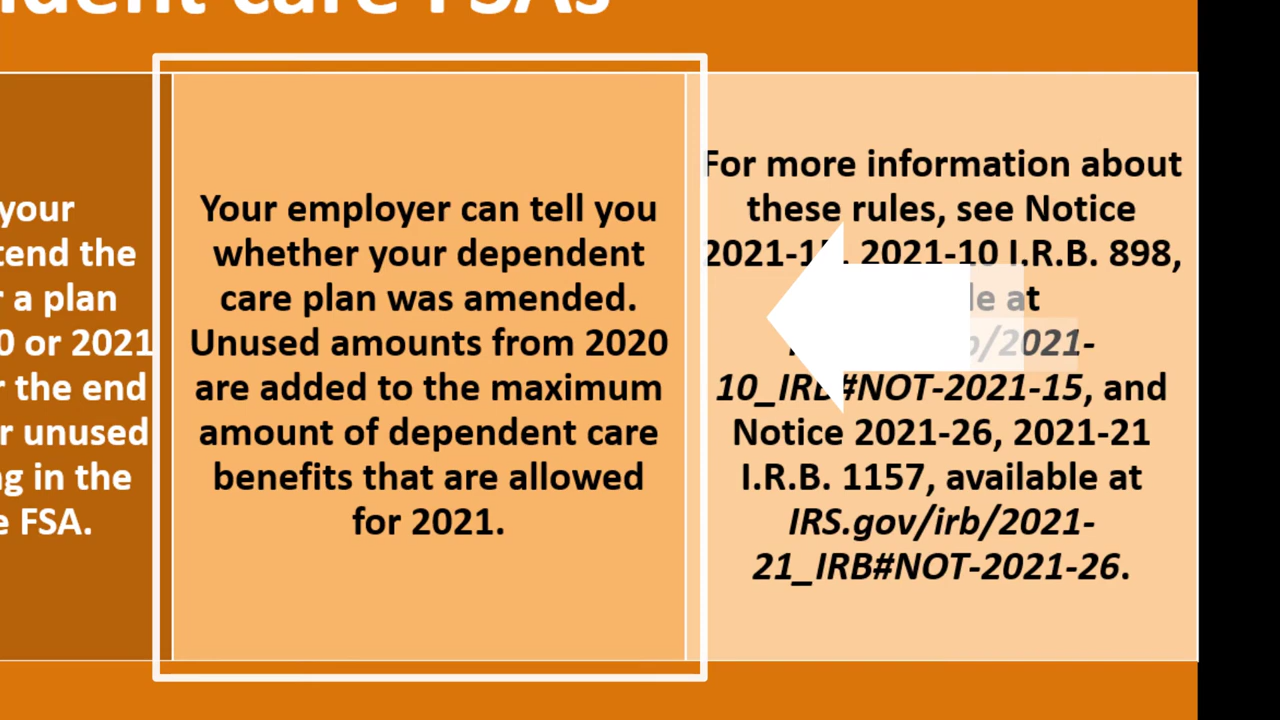 FSAs
your
the
a plan
or 2021
the end
unused
in the
FSA.
Your employer can tell you
whether your dependent
care plan was amended.
Unused amounts from 2020
are added to the maximum
amount of dependent care
benefits that are allowed
for 2021.
For more information about
these rules, see Notice
2021-10 I.R.B. 898,
at
10_IRB#NOT-2021-15, and
Notice 2021-26, 2021-21
I.R.B. 1157, available at
IRS.gov/irb/2021-
21_IRB#NOT-2021-26.